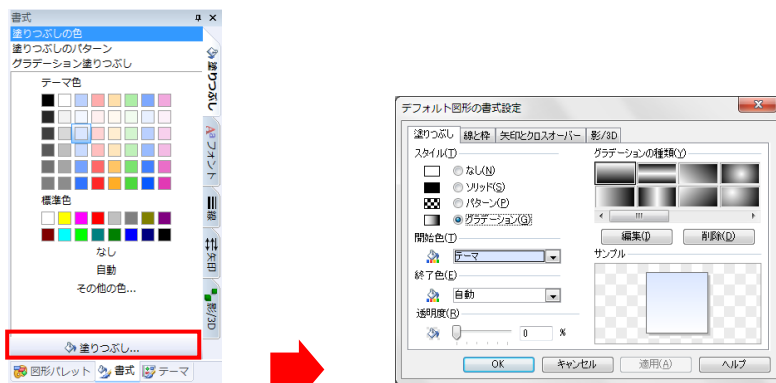 書式
塗りつぶしの色
塗りつぶしのパターン
グラデーション塗りつぶし
テーマ色
標準色
なし
自動
その他の色...
塗りつぶし...
塗りつぶし
Aa フォント
線
矢印
影/3D
図形パレット
書式
テーマ
デフォルト図形の書式設定
塗りつぶし
線と枠
矢印とクロスオーバー
影/3D
スタイル(T)
なし(N)
ソリッド(S)
パターン(P)
グラデーション(G)
開始色(T)
テーマ
終了色(E)
自動
透明度(R)
0 %
グラデーションの種類(Y)
編集(I)
削除(D)
サンプル
OK
キャンセル
適用(A)
ヘルプ